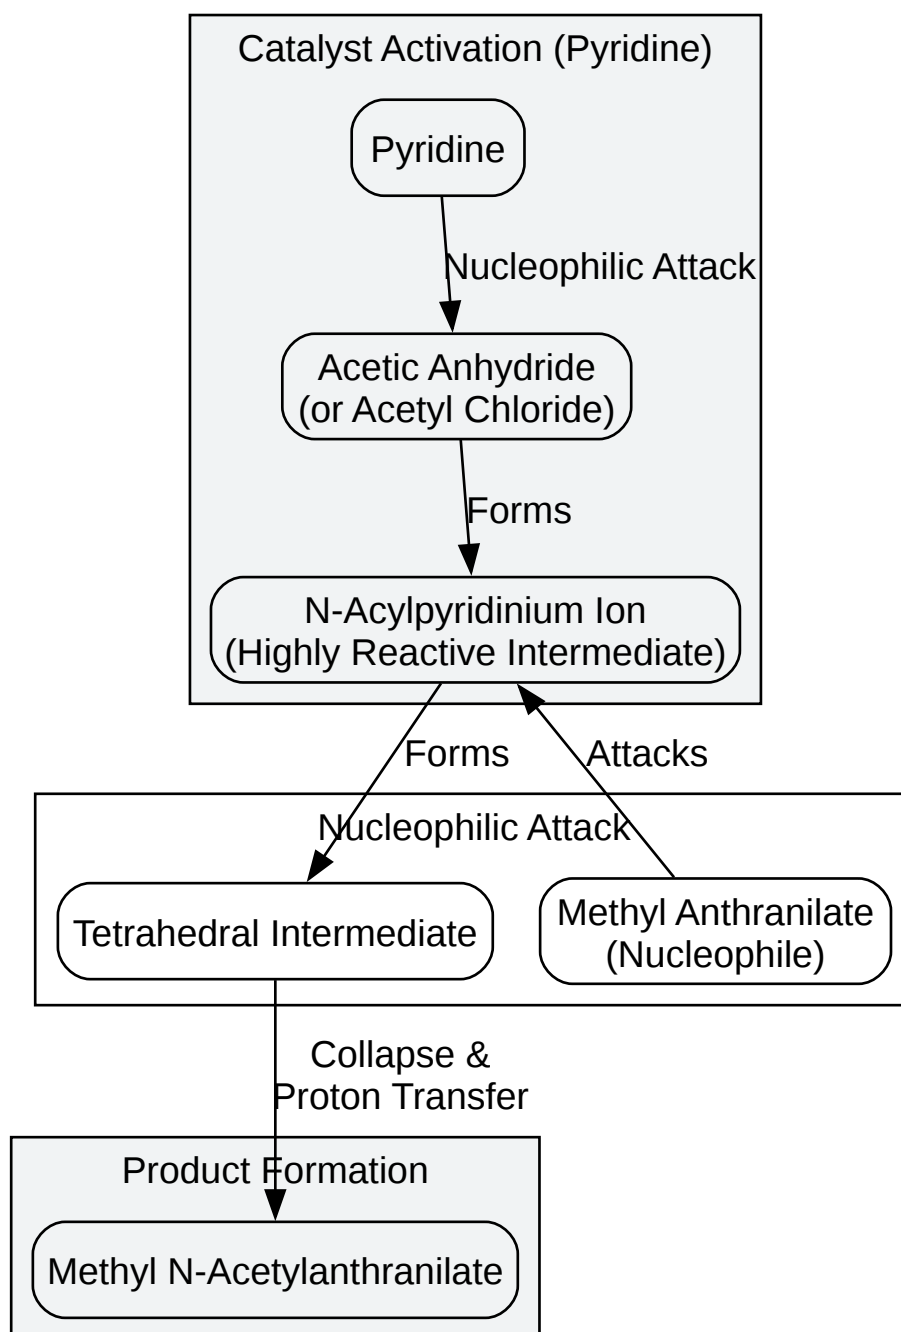 Catalyst Activation (Pyridine)
Pyridine
Nucleophilic Attack
Acetic Anhydride
(or Acetyl Chloride)
Forms
N-Acylpyridinium Ion
(Highly Reactive Intermediate)
Forms
Attacks
Nucleophilic Attack
Tetrahedral Intermediate
Methyl Anthranilate
(Nucleophile)
Collapse &
Proton Transfer
Product Formation
Methyl N-Acetylanthranilate